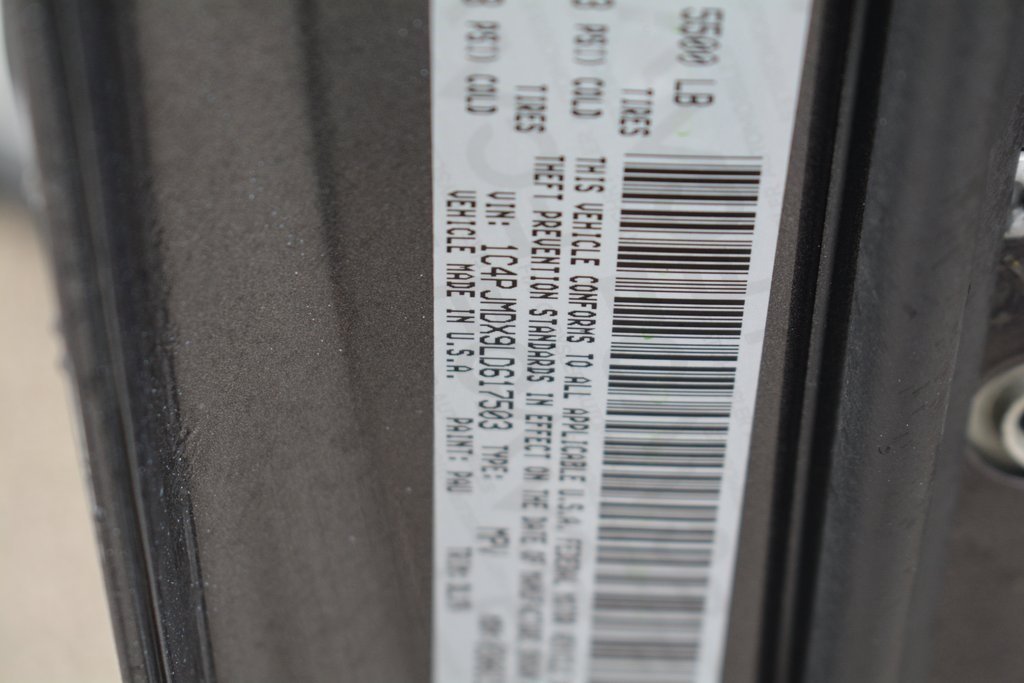 5500 LB
TIRES
3 PSI) COLD
TIRES
PSI) COLD
THIS VEHICLE CONFORMS TO ALL APPLICABLE U.S.A. FEDERAL
THEFT PREVENTION STANDARDS IN EFFECT ON THE DATE OF
VIN: 1C4PJMDX9LD617503 TYPE: MPV
VEHICLE MADE IN U.S.A. PAINT: PAU